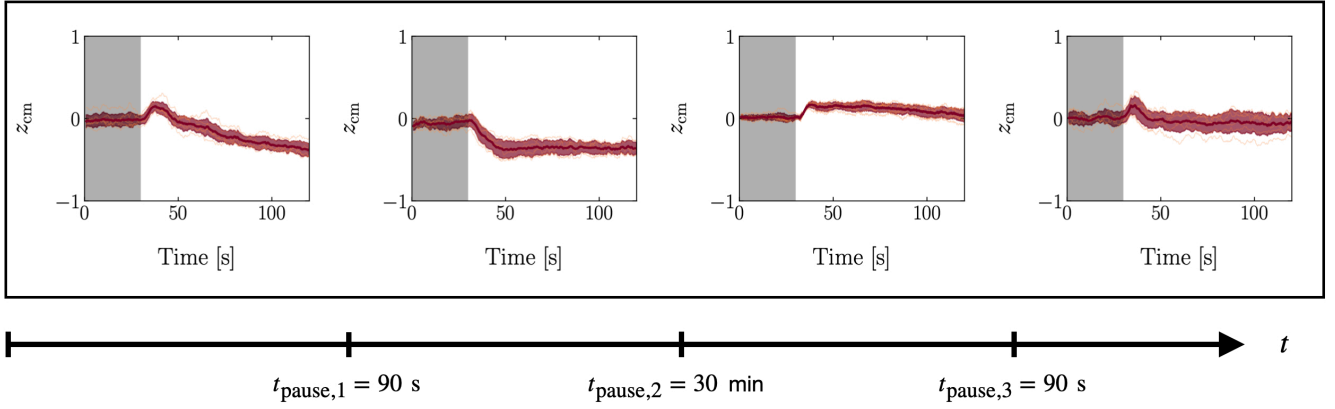 1
0
−1
z_cm
0 50 100
Time [s]
1
0
−1
z_cm
0 50 100
Time [s]
1
0
−1
z_cm
0 50 100
Time [s]
1
0
−1
z_cm
0 50 100
Time [s]
t
t_pause,1 = 90 s
t_pause,2 = 30 min
t_pause,3 = 90 s